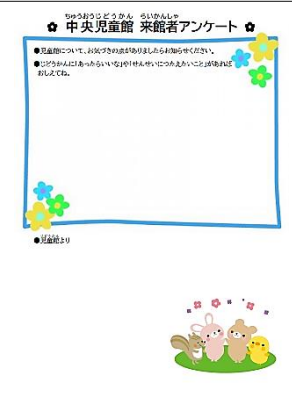 ちゅうおうじどうかん らいかんしゃ
✿ 中央児童館 来館者アンケート ✿
●児童館について、お気づきの点がありましたらお知らせください。
●じどうかんに「あったらいいな」や「せんせいにつたえたいこと」があれば
おしえてね。
●児童館より